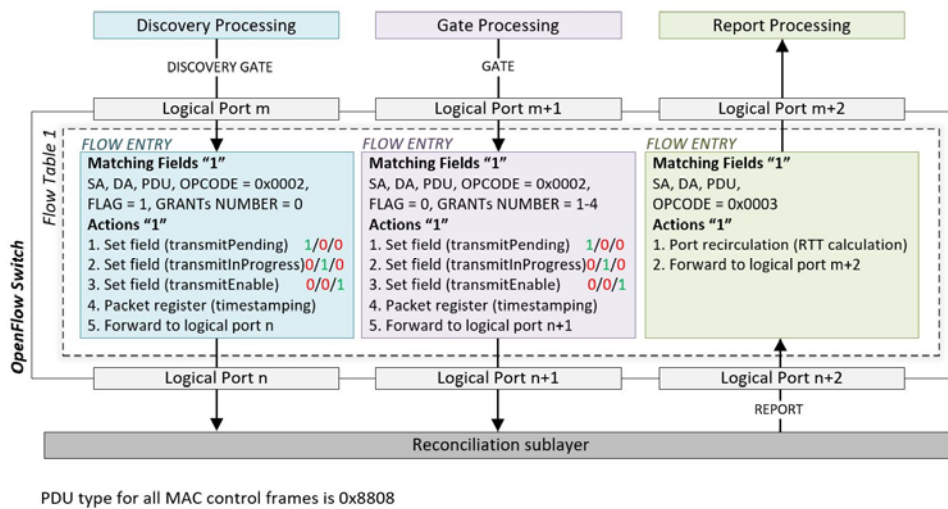 Discovery Processing
Gate Processing
Report Processing
DISCOVERY GATE
GATE
Logical Port m
Logical Port m+1
Logical Port m+2
OpenFlow Switch
Flow Table 1
FLOW ENTRY
Matching Fields “1”
SA, DA, PDU, OPCODE = 0x0002,
FLAG = 1, GRANTs NUMBER = 0
Actions “1”
1. Set field (transmitPending) 1/0/0
2. Set field (transmitInProgress)0/1/0
3. Set field (transmitEnable) 0/0/1
4. Packet register (timestamping)
5. Forward to logical port n
FLOW ENTRY
Matching Fields “1”
SA, DA, PDU, OPCODE = 0x0002,
FLAG = 0, GRANTs NUMBER = 1-4
Actions “1”
1. Set field (transmitPending) 1/0/0
2. Set field (transmitInProgress)0/1/0
3. Set field (transmitEnable) 0/0/1
4. Packet register (timestamping)
5. Forward to logical port n+1
FLOW ENTRY
Matching Fields “1”
SA, DA, PDU,
OPCODE = 0x0003
Actions “1”
1. Port recirculation (RTT calculation)
2. Forward to logical port m+2
Logical Port n
Logical Port n+1
Logical Port n+2
REPORT
Reconciliation sublayer
PDU type for all MAC control frames is 0x8808